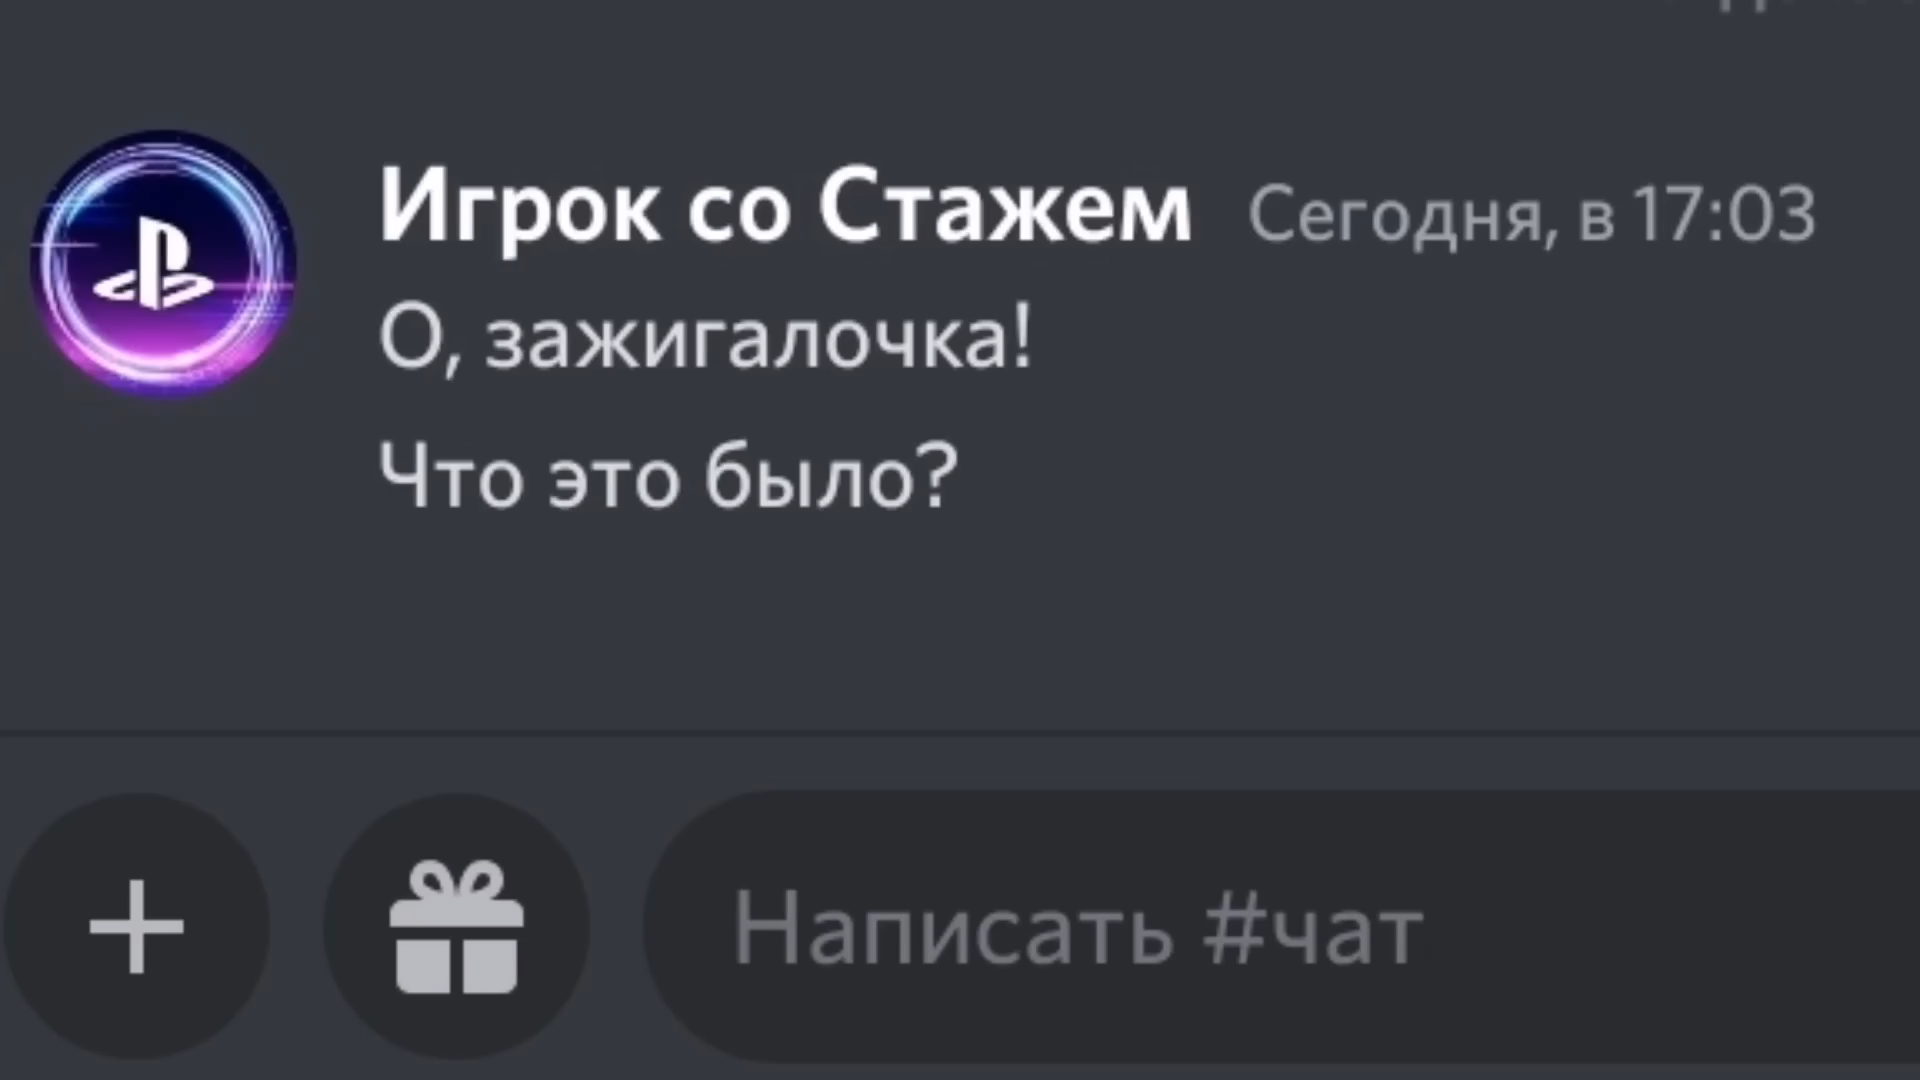 Игрок со Стажем Сегодня, в 17:03
О, зажигалочка!
Что это было?
Написать #чат